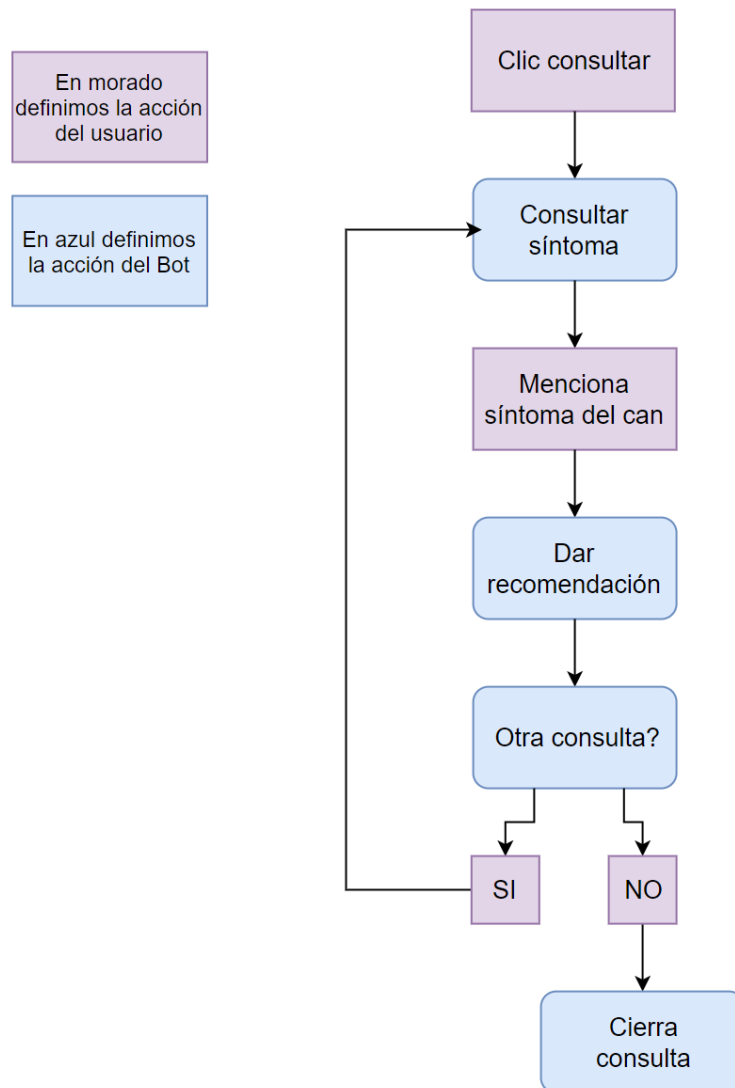 En morado
definimos la acción
del usuario
En azul definimos
la acción del Bot
Clic consultar
Consultar
síntoma
Menciona
síntoma del can
Dar
recomendación
Otra consulta?
SI
NO
Cierra
consulta